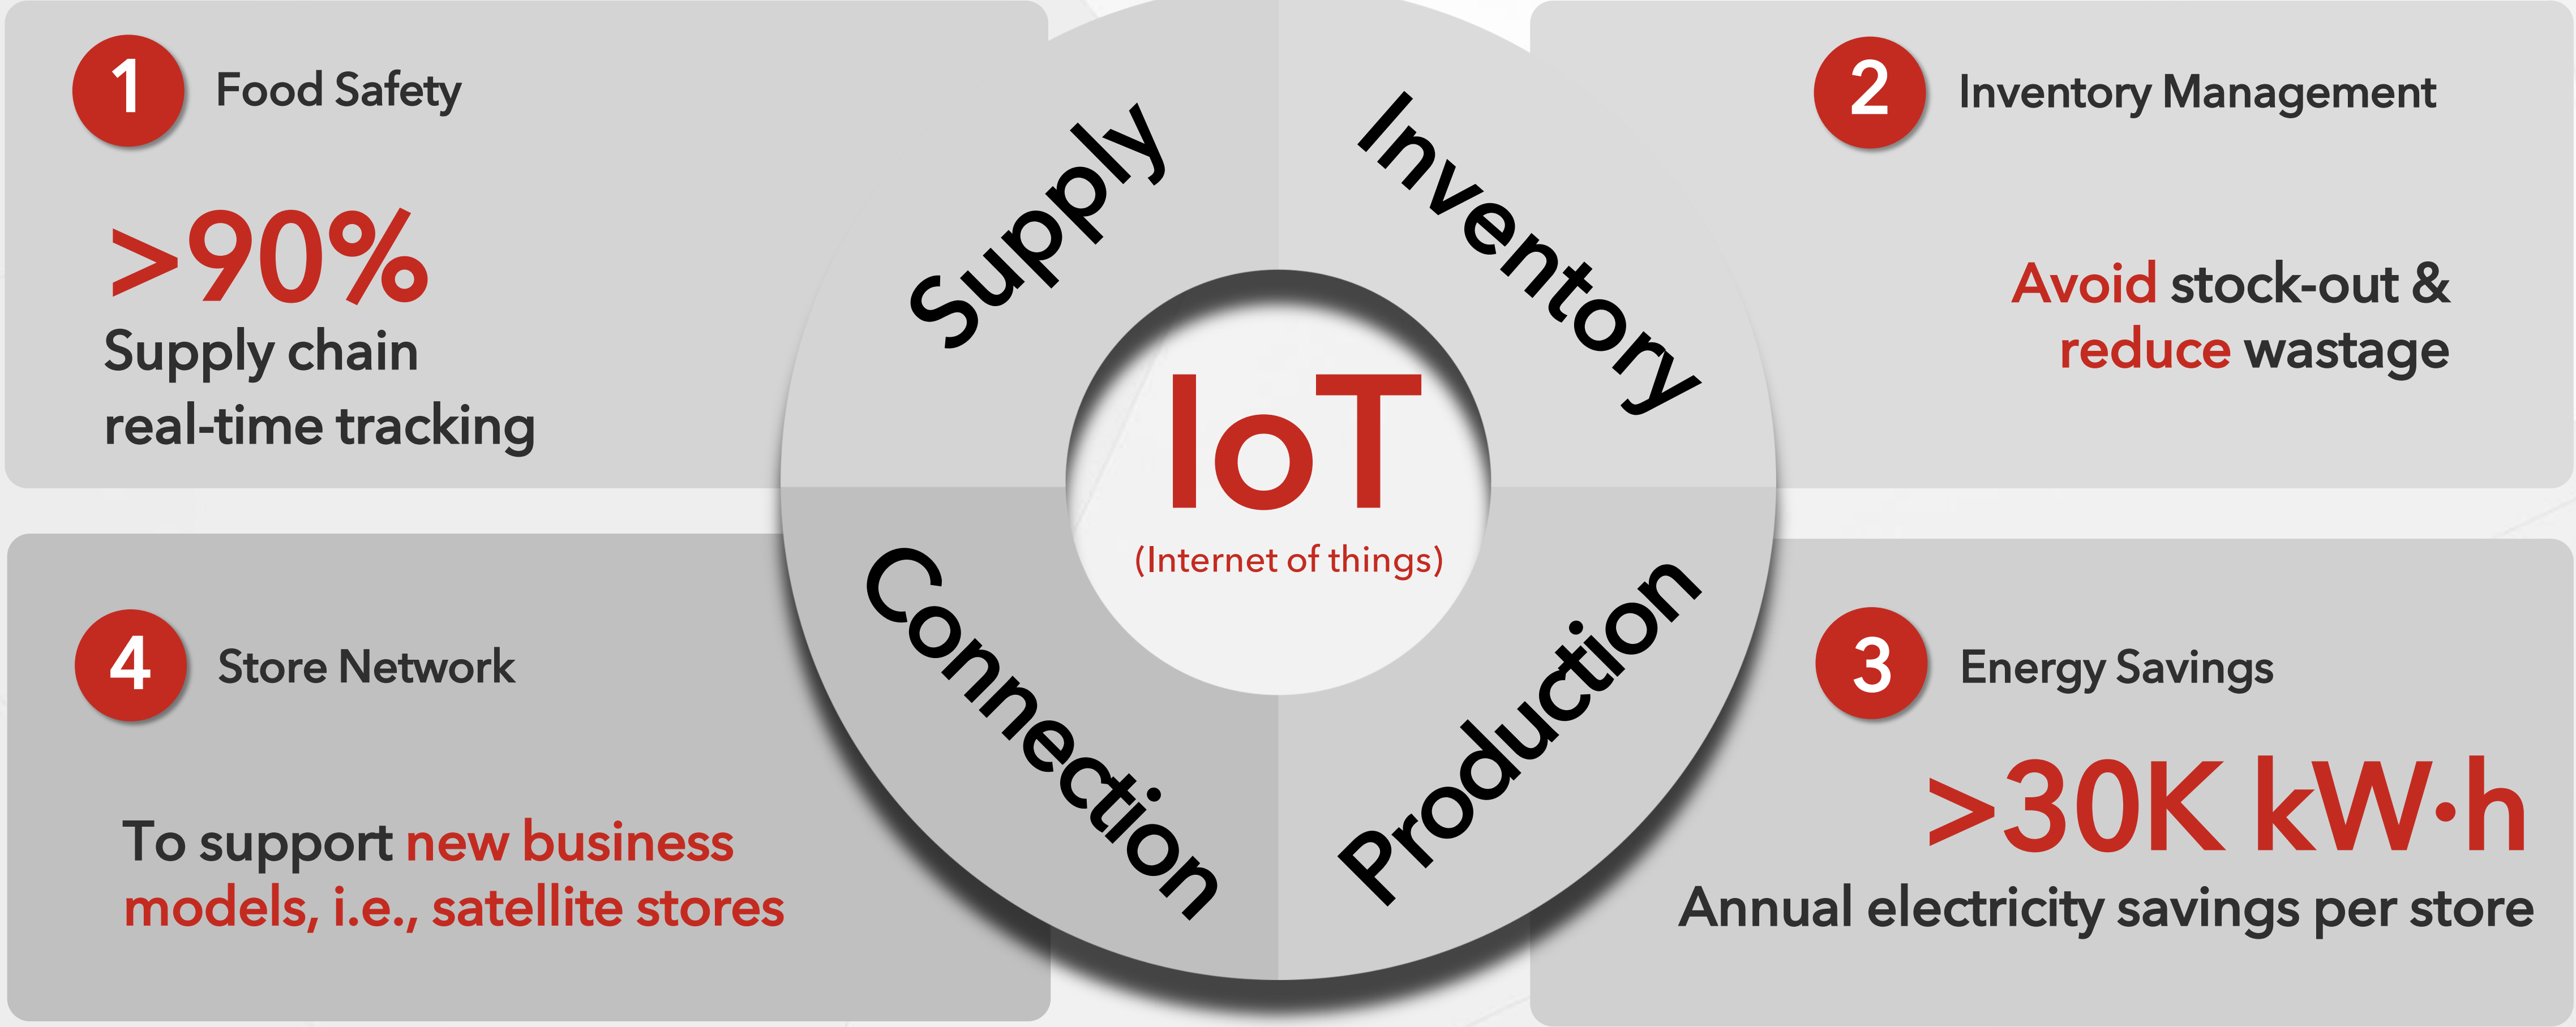 1
Food Safety
>90%
Supply chain
real-time tracking
2
Inventory Management
Avoid stock-out &
reduce wastage
Supply
Inventory
IoT
(Internet of things)
Connection
Production
4
Store Network
To support new business
models, i.e., satellite stores
3
Energy Savings
>30K kW·h
Annual electricity savings per store